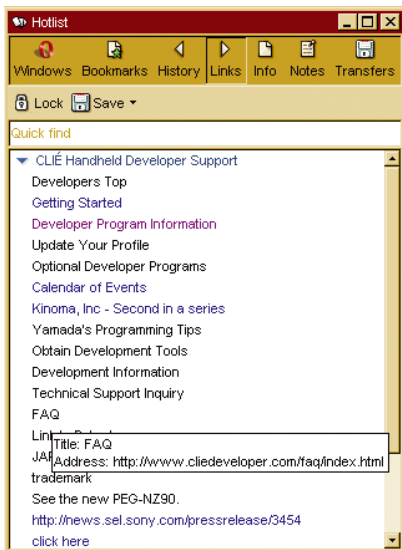 Hotlist
Windows Bookmarks History Links Info Notes Transfers
Lock Save
Quick find
CLIÉ Handheld Developer Support
Developers Top
Getting Started
Developer Program Information
Update Your Profile
Optional Developer Programs
Calendar of Events
Kinoma, Inc - Second in a series
Yamada's Programming Tips
Obtain Development Tools
Development Information
Technical Support Inquiry
FAQ
Title: FAQ
Address: http://www.cliedeveloper.com/faq/index.html
trademark
See the new PEG-NZ90.
http://news.sel.sony.com/pressrelease/3454
click here